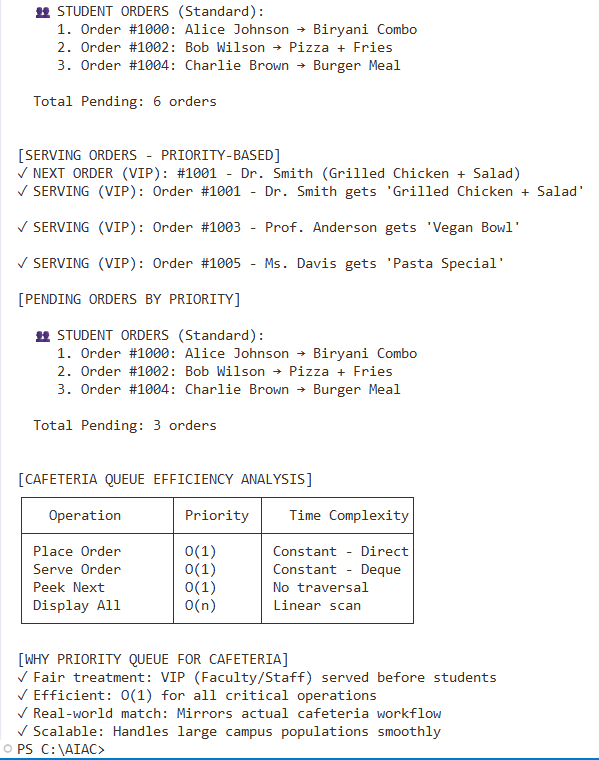 STUDENT ORDERS (Standard):
1. Order #1000: Alice Johnson → Biryani Combo
2. Order #1002: Bob Wilson → Pizza + Fries
3. Order #1004: Charlie Brown → Burger Meal
Total Pending: 6 orders
[SERVING ORDERS - PRIORITY-BASED]
✓ NEXT ORDER (VIP): #1001 - Dr. Smith (Grilled Chicken + Salad)
✓ SERVING (VIP): Order #1001 - Dr. Smith gets 'Grilled Chicken + Salad'
✓ SERVING (VIP): Order #1003 - Prof. Anderson gets 'Vegan Bowl'
✓ SERVING (VIP): Order #1005 - Ms. Davis gets 'Pasta Special'
[PENDING ORDERS BY PRIORITY]
STUDENT ORDERS (Standard):
1. Order #1000: Alice Johnson → Biryani Combo
2. Order #1002: Bob Wilson → Pizza + Fries
3. Order #1004: Charlie Brown → Burger Meal
Total Pending: 3 orders
[CAFETERIA QUEUE EFFICIENCY ANALYSIS]
Operation Priority Time Complexity
Place Order O(1) Constant - Direct
Serve Order O(1) Constant - Deque
Peek Next O(1) No traversal
Display All O(n) Linear scan
[WHY PRIORITY QUEUE FOR CAFETERIA]
✓ Fair treatment: VIP (Faculty/Staff) served before students
✓ Efficient: O(1) for all critical operations
✓ Real-world match: Mirrors actual cafeteria workflow
✓ Scalable: Handles large campus populations smoothly
PS C:\AIAC>